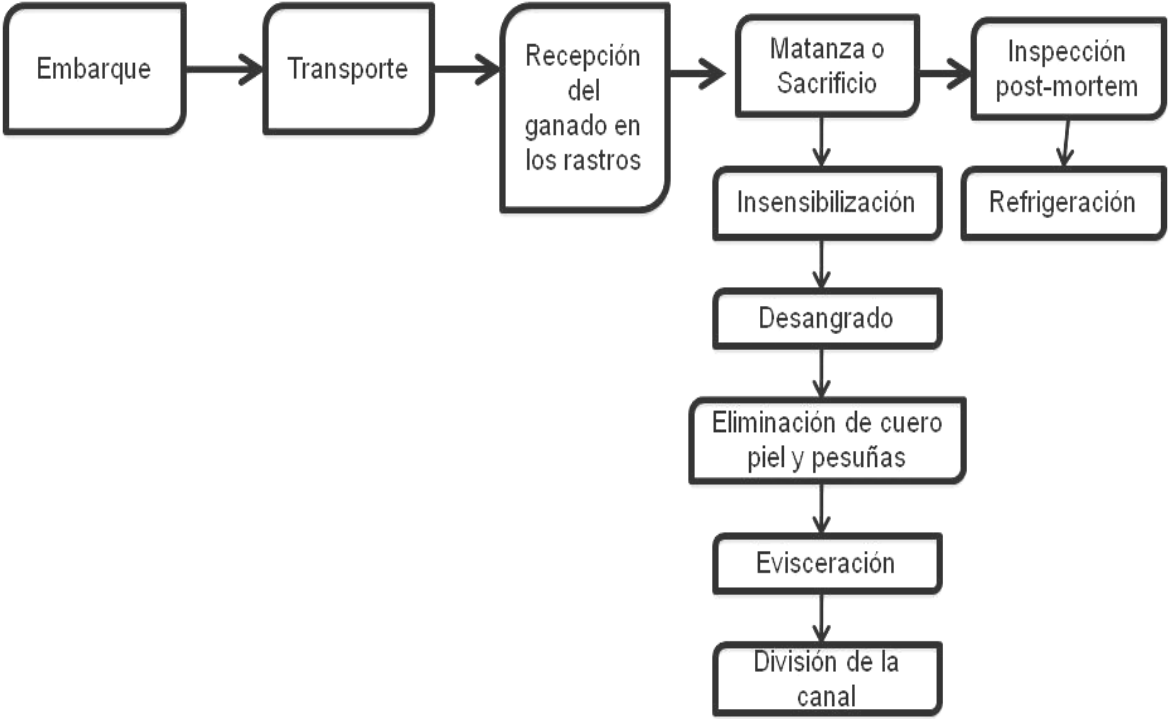 Embarque
Transporte
Recepción
del
ganado en
los rastros
Matanza o
Sacrificio
Inspección
post-mortem
Insensibilización
Refrigeración
Desangrado
Eliminación de cuero
piel y pesuñas
Evisceración
División de la
canal